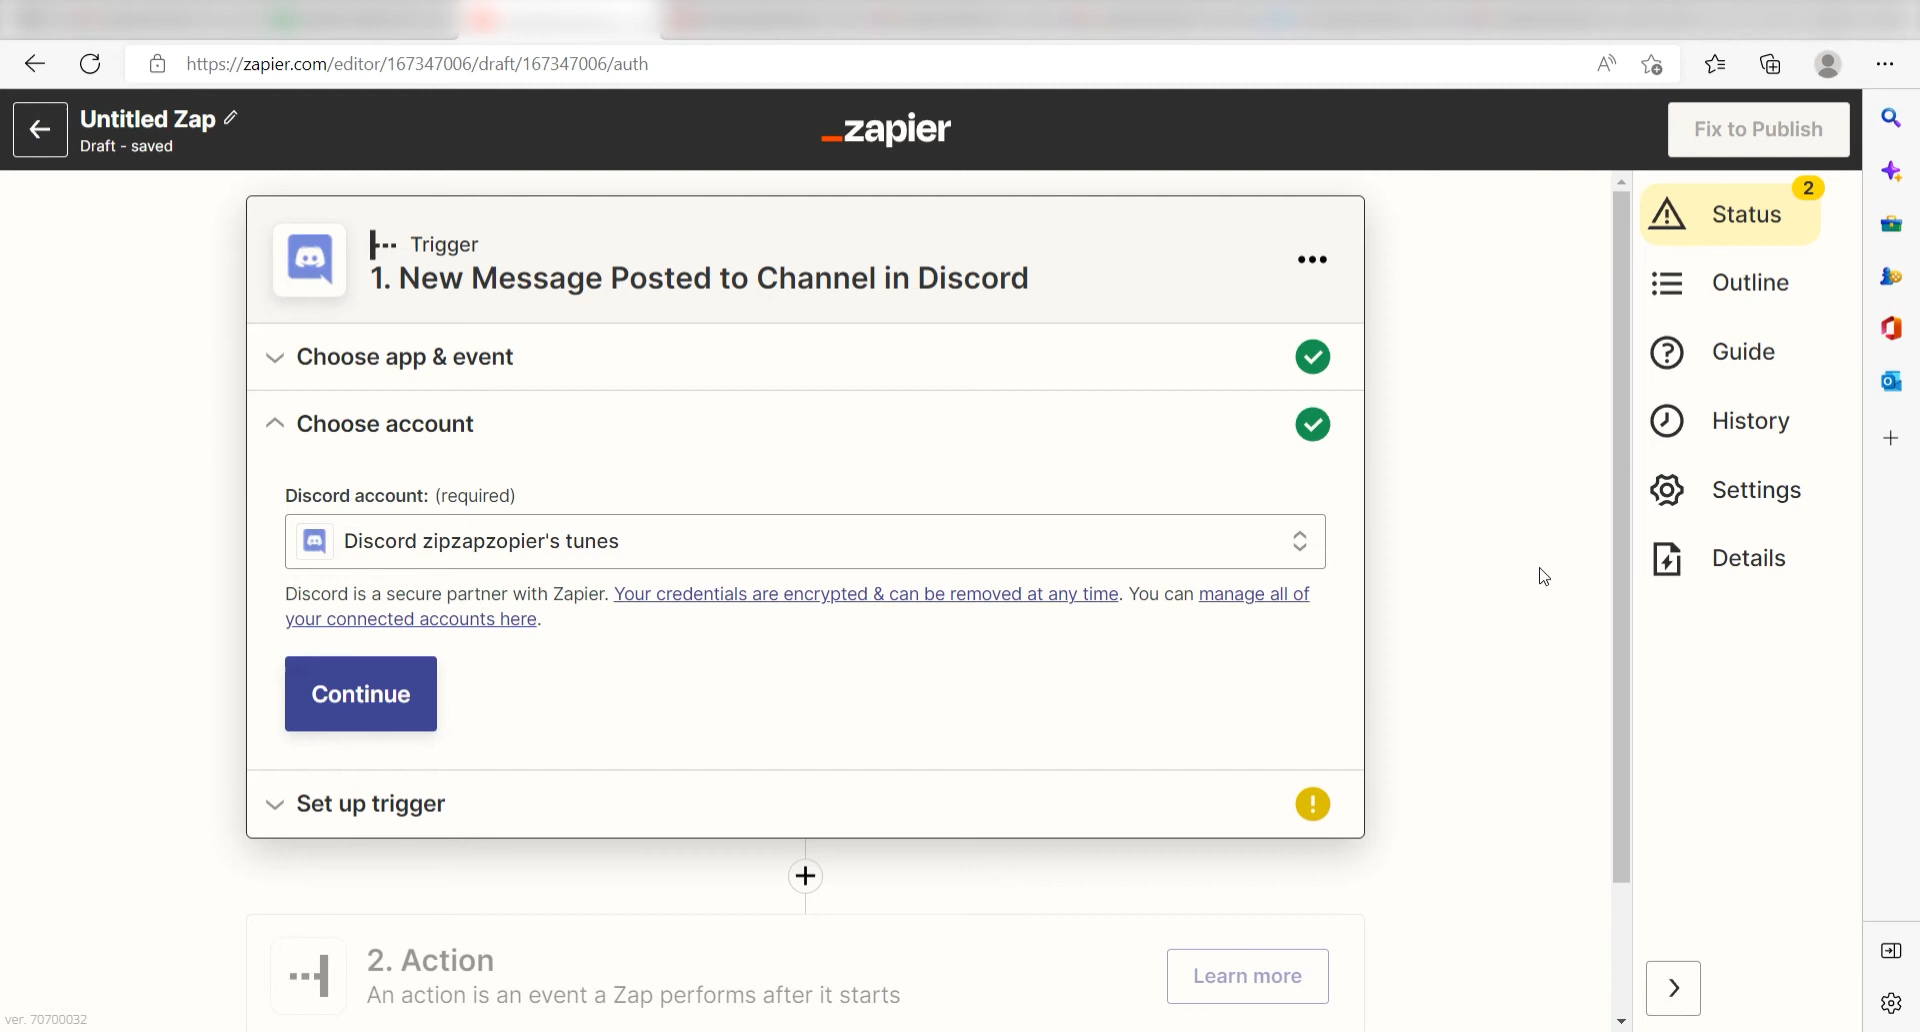 https://zapier.com/editor/167347006/draft/167347006/auth
Untitled Zap
Draft - saved
zapier
Fix to Publish
Trigger
1. New Message Posted to Channel in Discord
Choose app & event
Choose account
Discord account: (required)
Discord zipzapzopier's tunes
Discord is a secure partner with Zapier. Your credentials are encrypted & can be removed at any time. You can manage all of
your connected accounts here.
Continue
Set up trigger
2. Action
An action is an event a Zap performs after it starts
Learn more
2
Status
Outline
Guide
History
Settings
Details
ver. 70700032